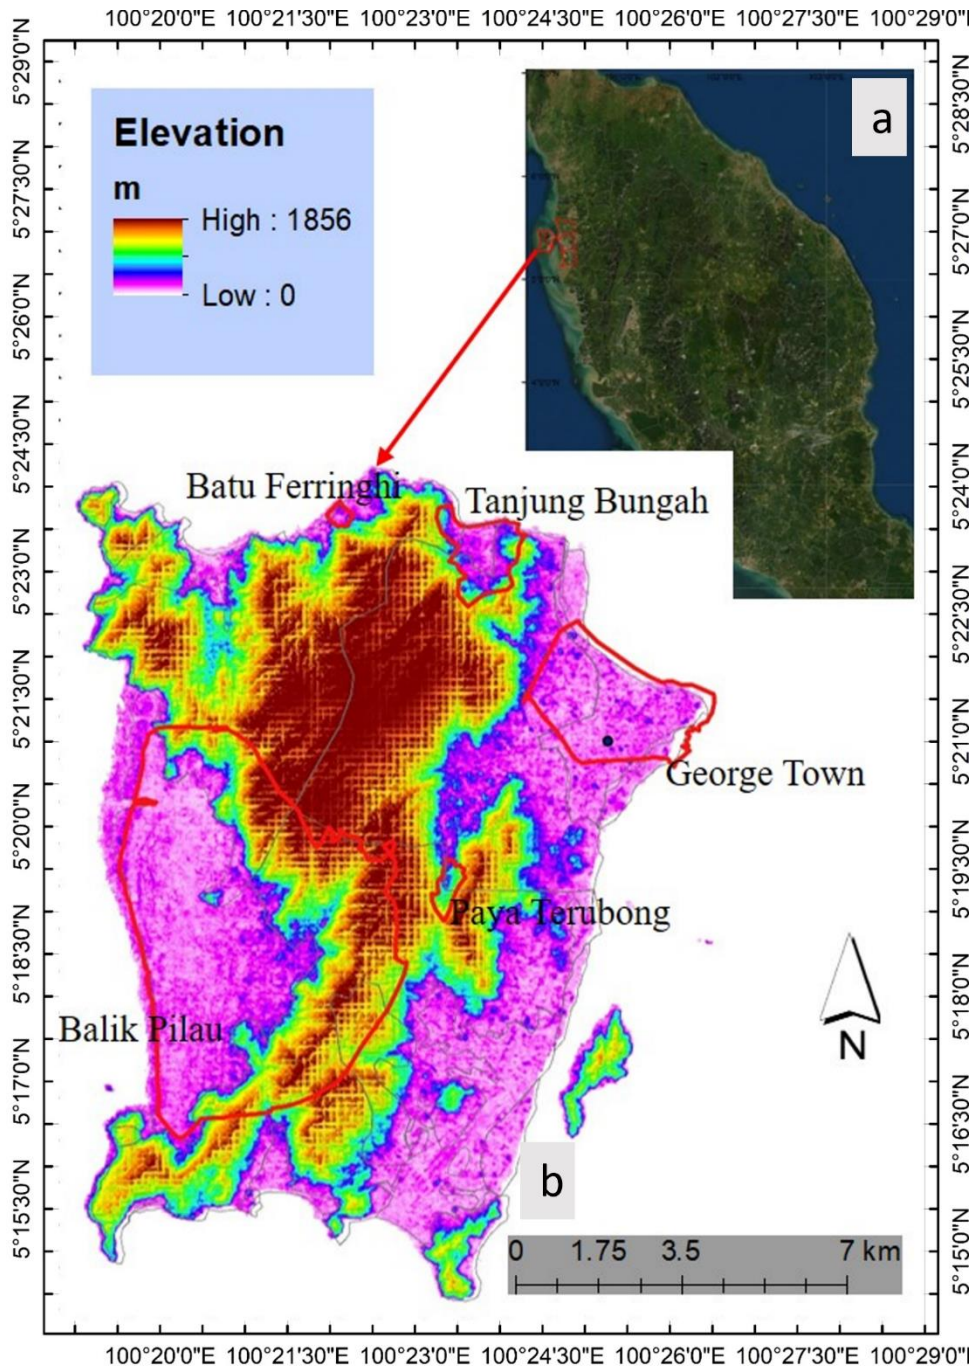 100°20'0"E 100°21'30"E 100°23'0"E 100°24'30"E 100°26'0"E 100°27'30"E 100°29'0"E
5°29'0"N
5°27'30"N
5°26'0"N
5°24'30"N
5°23'0"N
5°21'30"N
5°20'0"N
5°18'30"N
5°17'0"N
5°15'30"N
Elevation
m
High : 1856
Low : 0
a
Batu Ferringhi
Tanjung Bungah
George Town
Paya Terubong
Balik Pilau
N
b
0 1.75 3.5 7 km
5°28'30"N
5°27'0"N
5°25'30"N
5°24'0"N
5°22'30"N
5°21'0"N
5°19'30"N
5°18'0"N
5°16'30"N
5°15'0"N
100°20'0"E 100°21'30"E 100°23'0"E 100°24'30"E 100°26'0"E 100°27'30"E 100°29'0"E